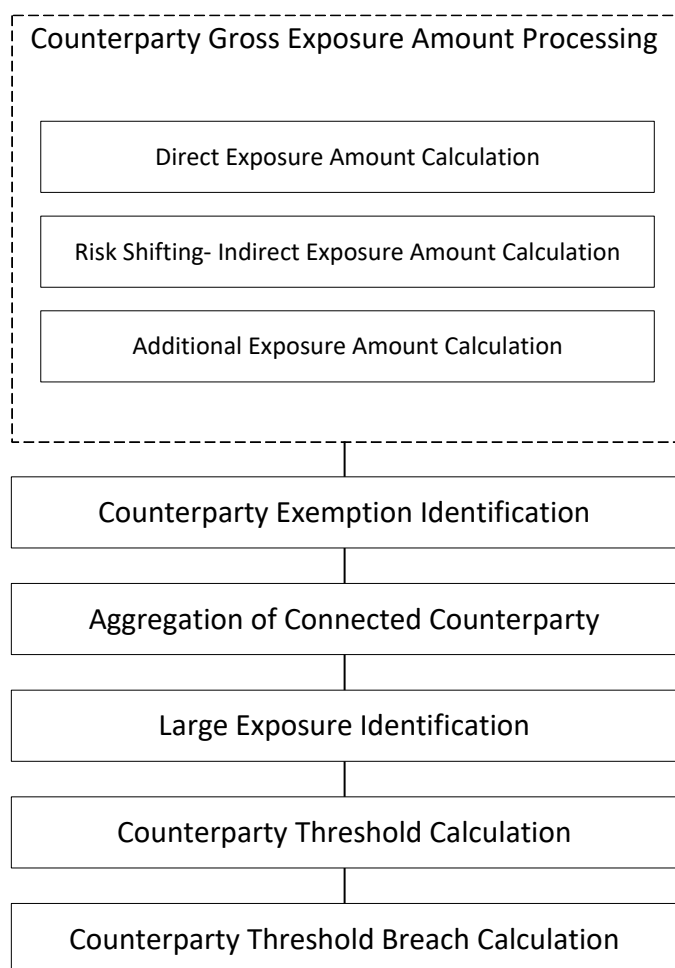 Counterparty Gross Exposure Amount Processing
Direct Exposure Amount Calculation
Risk Shifting- Indirect Exposure Amount Calculation
Additional Exposure Amount Calculation
Counterparty Exemption Identification
Aggregation of Connected Counterparty
Large Exposure Identification
Counterparty Threshold Calculation
Counterparty Threshold Breach Calculation